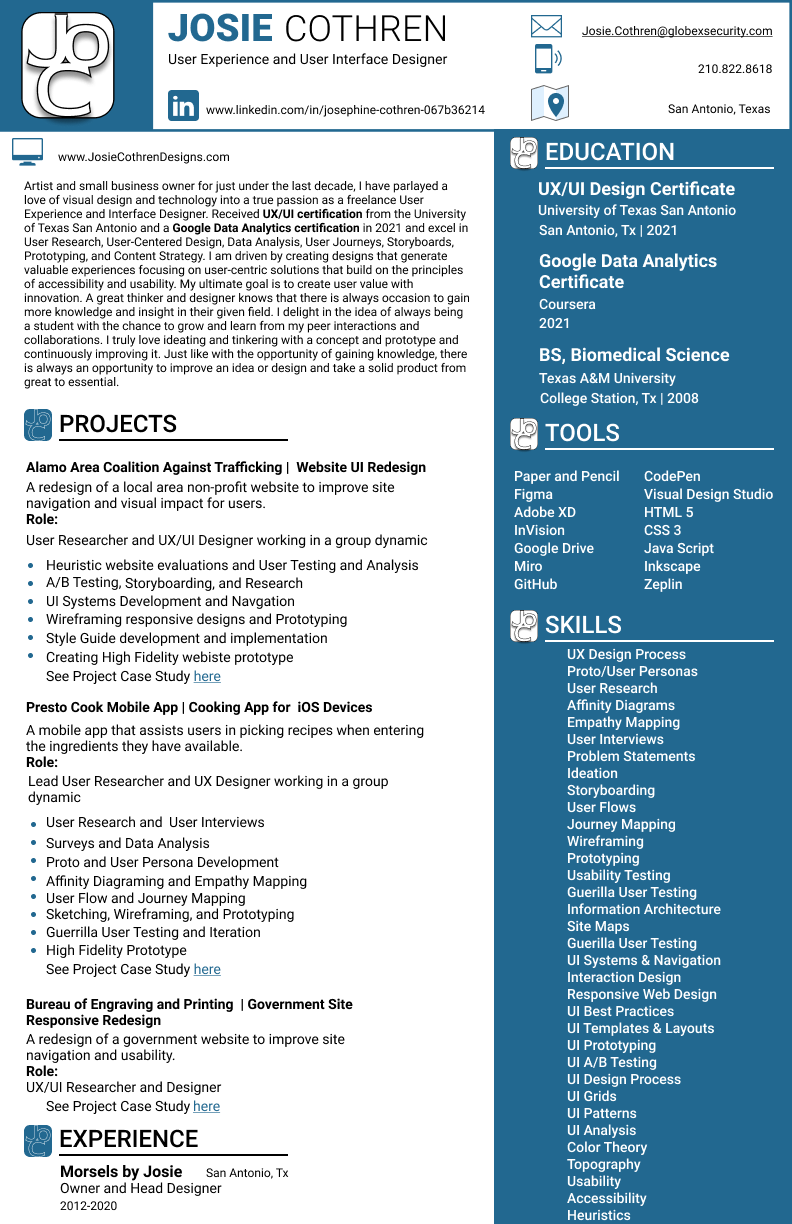 JOSIE COTHREN
User Experience and User Interface Designer
www.linkedin.com/in/josephine-cothren-067b36214
Josie.Cothren@globexsecurity.com
210.822.8618
San Antonio, Texas
www.JosieCothrenDesigns.com
Artist and small business owner for just under the last decade, I have parlayed a
love of visual design and technology into a true passion as a freelance User
Experience and Interface Designer. Received UX/UI certification from the University
of Texas San Antonio and a Google Data Analytics certification in 2021 and excel in
User Research, User-Centered Design, Data Analysis, User Journeys, Storyboards,
Prototyping, and Content Strategy. I am driven by creating designs that generate
valuable experiences focusing on user-centric solutions that build on the principles
of accessibility and usability. My ultimate goal is to create user value with
innovation. A great thinker and designer knows that there is always occasion to gain
more knowledge and insight in their given field. I delight in the idea of always being
a student with the chance to grow and learn from my peer interactions and
collaborations. I truly love ideating and tinkering with a concept and prototype and
continuously improving it. Just like with the opportunity of gaining knowledge, there
is always an opportunity to improve an idea or design and take a solid product from
great to essential.
PROJECTS
Alamo Area Coalition Against Trafficking | Website UI Redesign
A redesign of a local area non-profit website to improve site
navigation and visual impact for users.
Role:
User Researcher and UX/UI Designer working in a group dynamic
• Heuristic website evaluations and User Testing and Analysis
• A/B Testing, Storyboarding, and Research
• UI Systems Development and Navgation
• Wireframing responsive designs and Prototyping
• Style Guide development and implementation
• Creating High Fidelity webiste prototype
See Project Case Study here
Presto Cook Mobile App | Cooking App for iOS Devices
A mobile app that assists users in picking recipes when entering
the ingredients they have available.
Role:
Lead User Researcher and UX Designer working in a group
dynamic
• User Research and User Interviews
• Surveys and Data Analysis
• Proto and User Persona Development
• Affinity Diagraming and Empathy Mapping
• User Flow and Journey Mapping
• Sketching, Wireframing, and Prototyping
• Guerrilla User Testing and Iteration
• High Fidelity Prototype
See Project Case Study here
Bureau of Engraving and Printing | Government Site
Responsive Redesign
A redesign of a government website to improve site
navigation and usability.
Role:
UX/UI Researcher and Designer
See Project Case Study here
EXPERIENCE
Morsels by Josie San Antonio, Tx
Owner and Head Designer
2012-2020
EDUCATION
UX/UI Design Certificate
University of Texas San Antonio
San Antonio, Tx | 2021
Google Data Analytics
Certificate
Coursera
2021
BS, Biomedical Science
Texas A&M University
College Station, Tx | 2008
TOOLS
Paper and Pencil
Figma
Adobe XD
InVision
Google Drive
Miro
GitHub
CodePen
Visual Design Studio
HTML 5
CSS 3
Java Script
Inkscape
Zeplin
SKILLS
UX Design Process
Proto/User Personas
User Research
Affinity Diagrams
Empathy Mapping
User Interviews
Problem Statements
Ideation
Storyboarding
User Flows
Journey Mapping
Wireframing
Prototyping
Usability Testing
Guerilla User Testing
Information Architecture
Site Maps
Guerilla User Testing
UI Systems & Navigation
Interaction Design
Responsive Web Design
UI Best Practices
UI Templates & Layouts
UI Prototyping
UI A/B Testing
UI Design Process
UI Grids
UI Patterns
UI Analysis
Color Theory
Topography
Usability
Accessibility
Heuristics